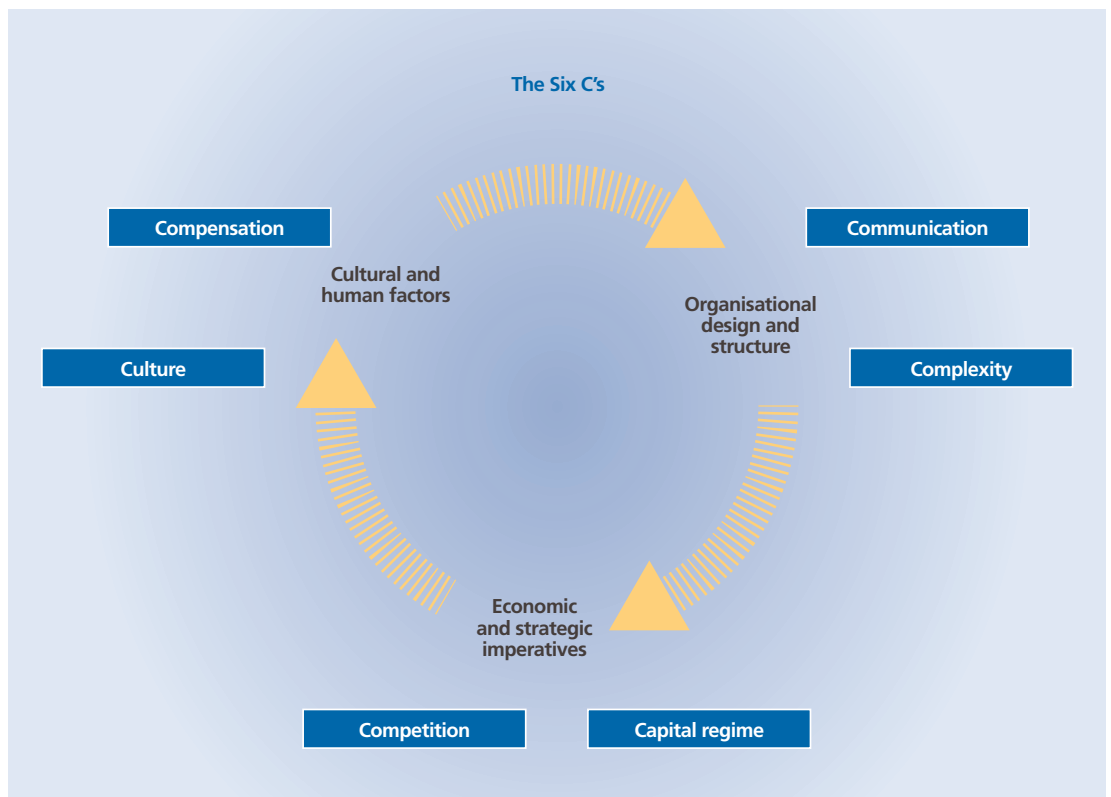 The Six C's
Compensation
Communication
Cultural and
human factors
Organisational
design and
structure
Culture
Complexity
Economic
and strategic
imperatives
Competition
Capital regime